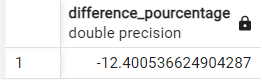 difference_pourcentage
double precision
1 -12.400536624904287